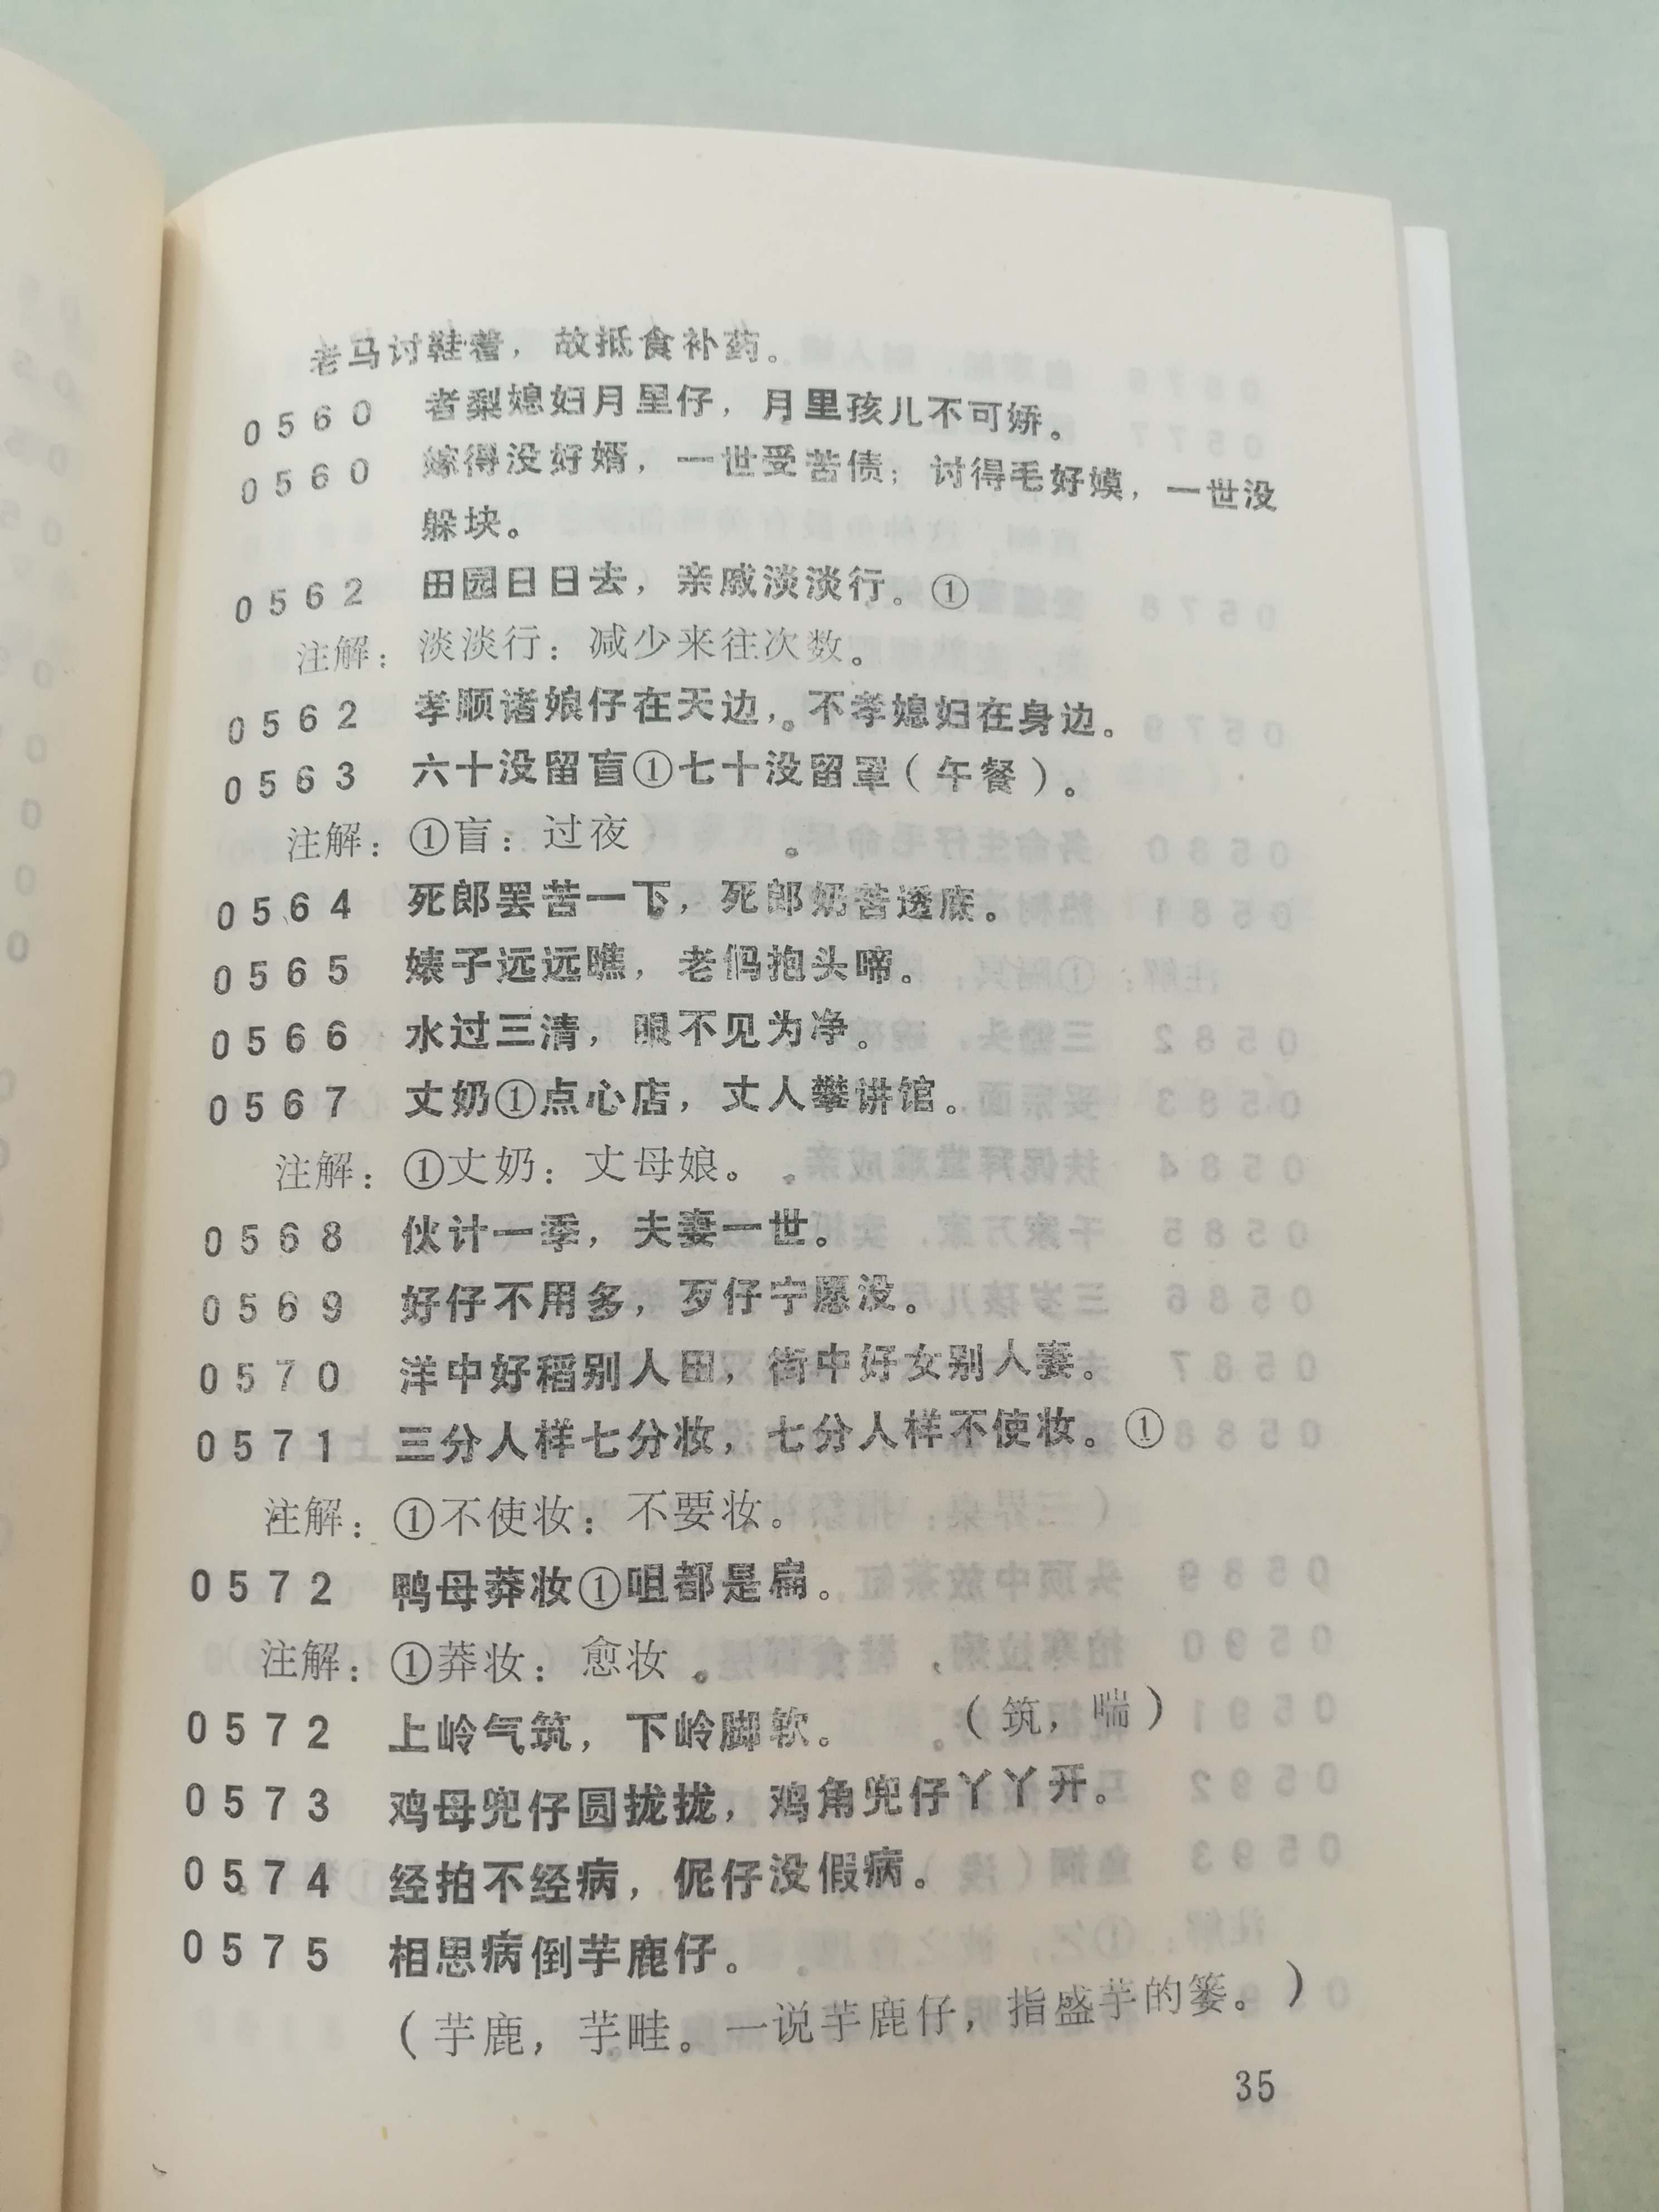 老马讨鞋着，故抵食补药。
0560 者梨媳妇月里仔，月里孩儿不可娇。
0560 嫁得没好婿，一世受苦债；讨得毛好嫫，一世没
躲块。
0562 田园日日去，亲戚淡淡行。①
注解：淡淡行：减少来往次数。
0562 孝顺诸娘仔在天边，不孝媳妇在身边。
0563 六十没留盲①七十没留罩（午餐）。
注解：①盲：过夜
0564 死郎罢苦一下，死郎奶苦透底。
0565 婊子远远瞧，老㑄抱头啼。
0566 水过三清，眼不见为净。
0567 丈奶①点心店，丈人攀讲馆。
注解：①丈奶：丈母娘。
0568 伙计一季，夫妻一世。
0569 好仔不用多，歹仔宁愿没。
0570 洋中好稻别人田，街中好女别人妻。
0571 三分人样七分妆，七分人样不使妆。①
注解：①不使妆：不要妆。
0572 鸭母莽妆①咀都是扁。
注解：①莽妆：愈妆。
0572 上岭气筑，下岭脚软。（筑，喘）
0573 鸡母兜仔圆拢拢，鸡角兜仔丫丫开。
0574 经拍不经病，伲仔没假病。
0575 相思病倒芋鹿仔。
（芋鹿，芋畦。一说芋鹿仔，指盛芋的篓。）
35